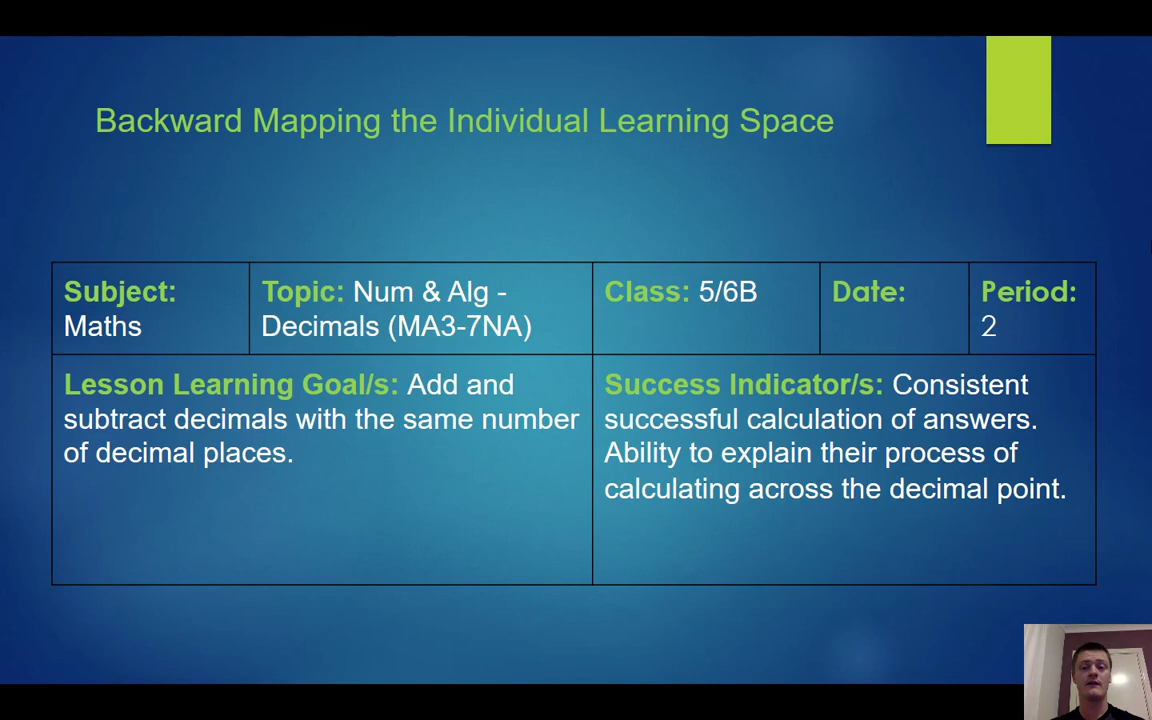 Backward Mapping the Individual Learning Space
Subject:
Maths
Topic: Num & Alg -
Decimals (MA3-7NA)
Class: 5/6B
Date:
Period:
2
Lesson Learning Goal/s: Add and
subtract decimals with the same number
of decimal places.
Success Indicator/s: Consistent
successful calculation of answers.
Ability to explain their process of
calculating across the decimal point.